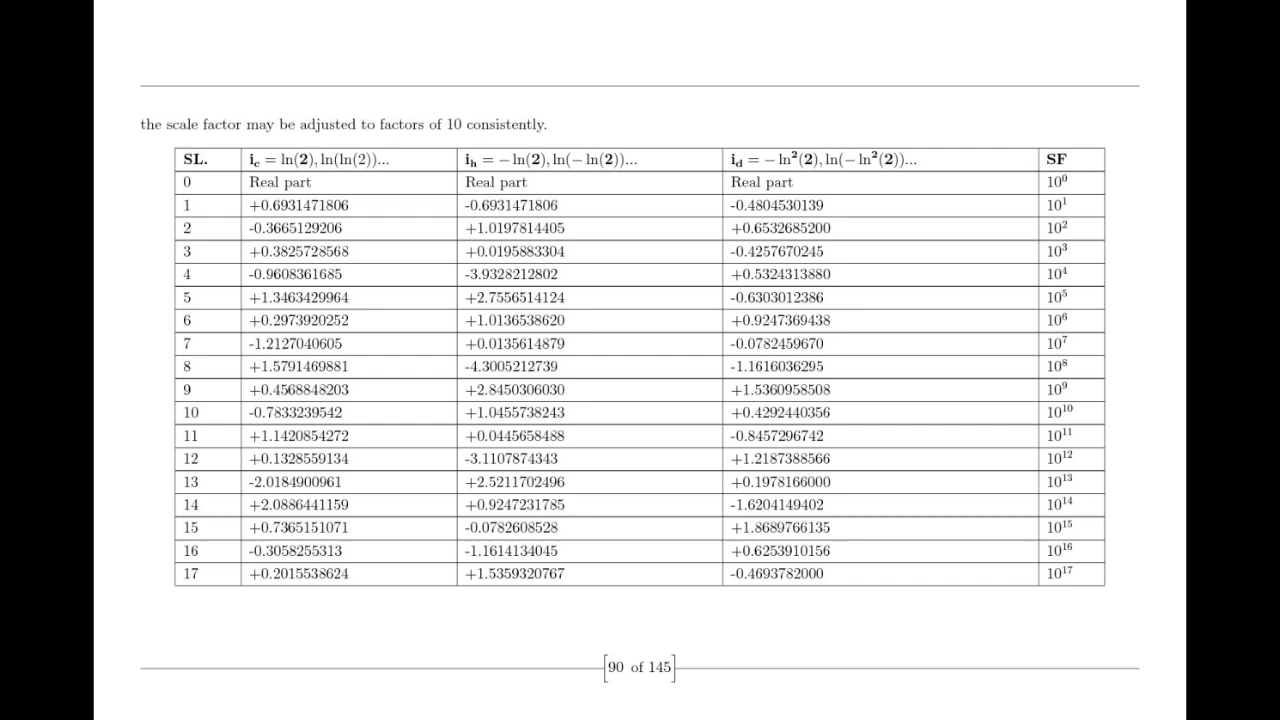 the scale factor may be adjusted to factors of 10 consistently.
SL. i_c = ln(2), ln(ln(2))... i_h = − ln(2), ln(− ln(2))... i_d = − ln²(2), ln(− ln²(2))... SF
0 Real part Real part Real part 10⁰
1 +0.6931471806 -0.6931471806 -0.4804530139 10¹
2 -0.3665129206 +1.0197814405 +0.6532685200 10²
3 +0.3825728568 +0.0195883304 -0.4257670245 10³
4 -0.9608361685 -3.9328212802 +0.5324313880 10⁴
5 +1.3463429964 +2.7556514124 -0.6303012386 10⁵
6 +0.2973920252 +1.0136538620 +0.9247369438 10⁶
7 -1.2127040605 +0.0135614879 -0.0782459670 10⁷
8 +1.5791469881 -4.3005212739 -1.1616036295 10⁸
9 +0.4568848203 +2.8450306030 +1.5360958508 10⁹
10 -0.7833239542 +1.0455738243 +0.4292440356 10¹⁰
11 +1.1420854272 +0.0445658488 -0.8457296742 10¹¹
12 +0.1328559134 -3.1107874343 +1.2187388566 10¹²
13 -2.0184900961 +2.5211702496 +0.1978166000 10¹³
14 +2.0886441159 +0.9247231785 -1.6204149402 10¹⁴
15 +0.7365151071 -0.0782608528 +1.8689766135 10¹⁵
16 -0.3058255313 -1.1614134045 +0.6253910156 10¹⁶
17 +0.2015538624 +1.5359320767 -0.4693782000 10¹⁷
[90 of 145]